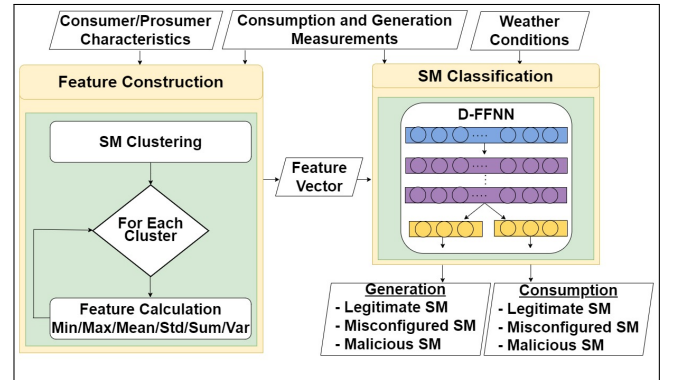 Consumer/Prosumer
Characteristics
Consumption and Generation
Measurements
Weather
Conditions
Feature Construction
SM Clustering
For Each
Cluster
Feature Calculation
Min/Max/Mean/Std/Sum/Var
Feature
Vector
SM Classification
D-FFNN
Generation
- Legitimate SM
- Misconfigured SM
- Malicious SM
Consumption
- Legitimate SM
- Misconfigured SM
- Malicious SM